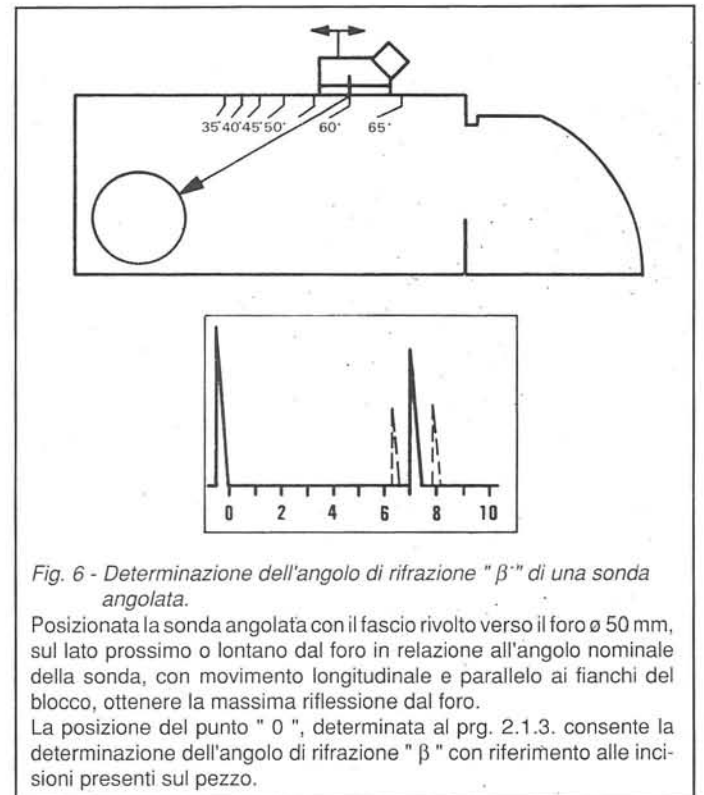 35°40°45°50° 60° 65°
0 2 4 6 8 10
Fig. 6 - Determinazione dell'angolo di rifrazione " β " di una sonda
angolata.
Posizionata la sonda angolata con il fascio rivolto verso il foro ø 50 mm,
sul lato prossimo o lontano dal foro in relazione all'angolo nominale
della sonda, con movimento longitudinale e parallelo ai fianchi del
blocco, ottenere la massima riflessione dal foro.
La posizione del punto " 0 ", determinata al prg. 2.1.3. consente la
determinazione dell'angolo di rifrazione " β " con riferimento alle inci-
sioni presenti sul pezzo.